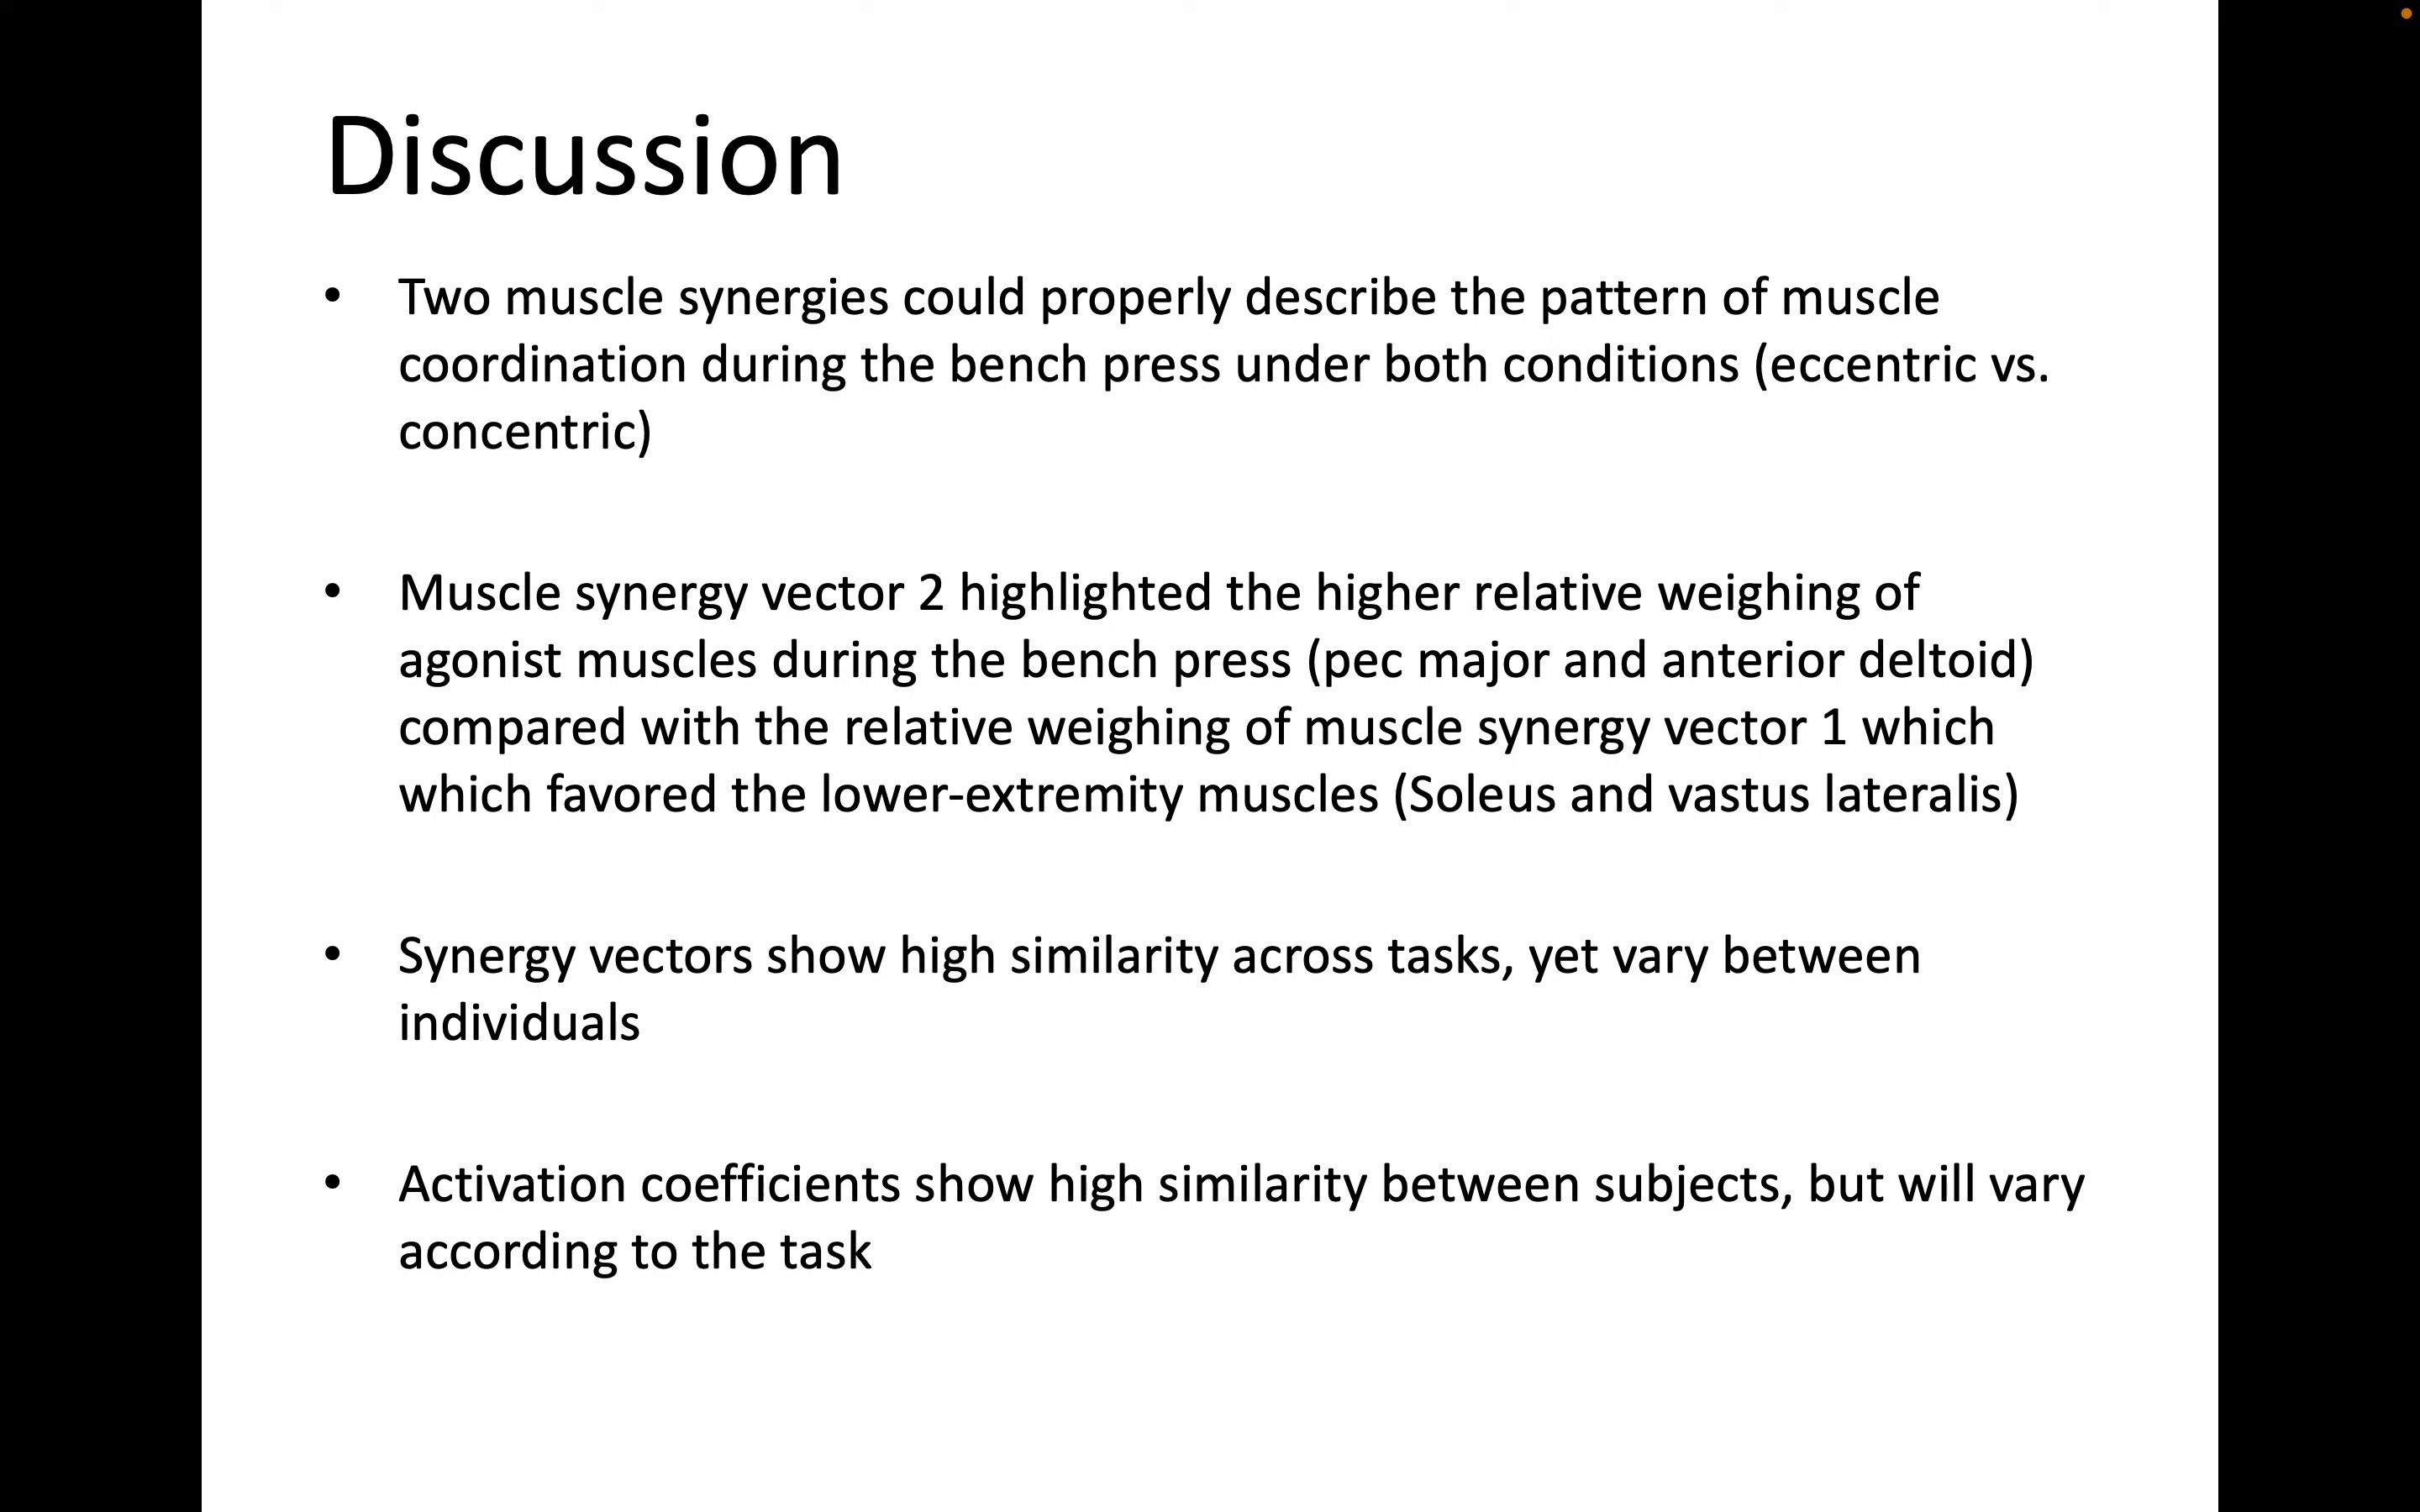 Discussion
• Two muscle synergies could properly describe the pattern of muscle
coordination during the bench press under both conditions (eccentric vs.
concentric)
• Muscle synergy vector 2 highlighted the higher relative weighing of
agonist muscles during the bench press (pec major and anterior deltoid)
compared with the relative weighing of muscle synergy vector 1 which
which favored the lower-extremity muscles (Soleus and vastus lateralis)
• Synergy vectors show high similarity across tasks, yet vary between
individuals
• Activation coefficients show high similarity between subjects, but will vary
according to the task